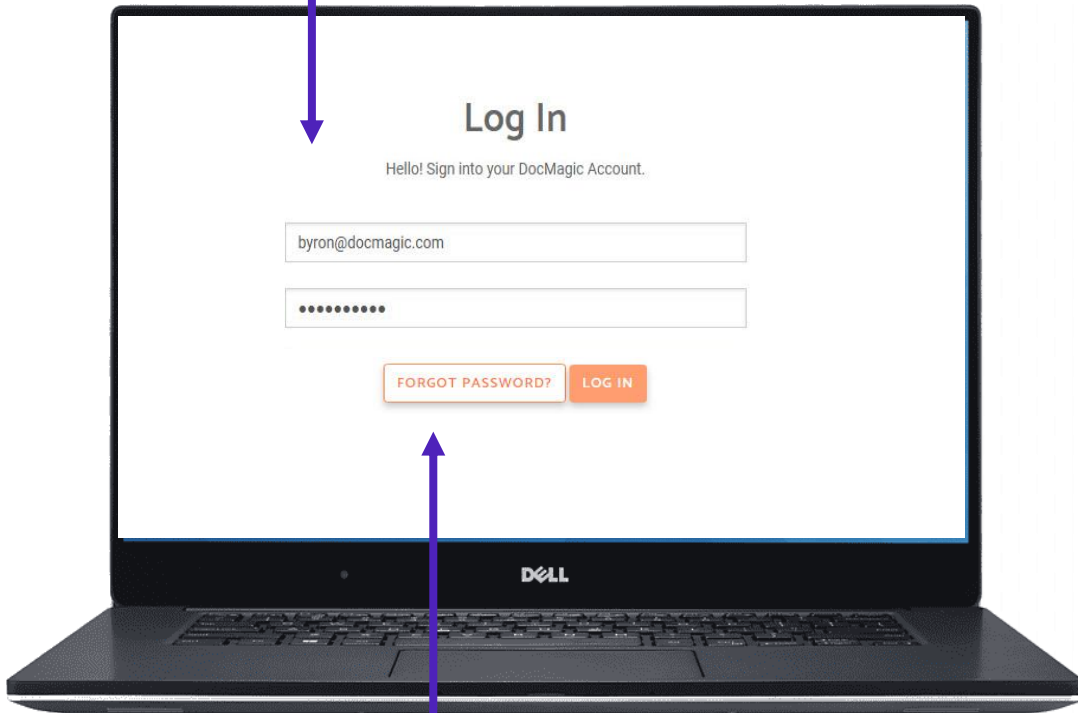 Log In
Hello! Sign into your DocMagic Account.
byron@docmagic.com
••••••••••
FORGOT PASSWORD? LOG IN
DELL